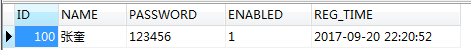 ID NAME PASSWORD ENABLED REG_TIME
100 张奎 123456 1 2017-09-20 22:20:52